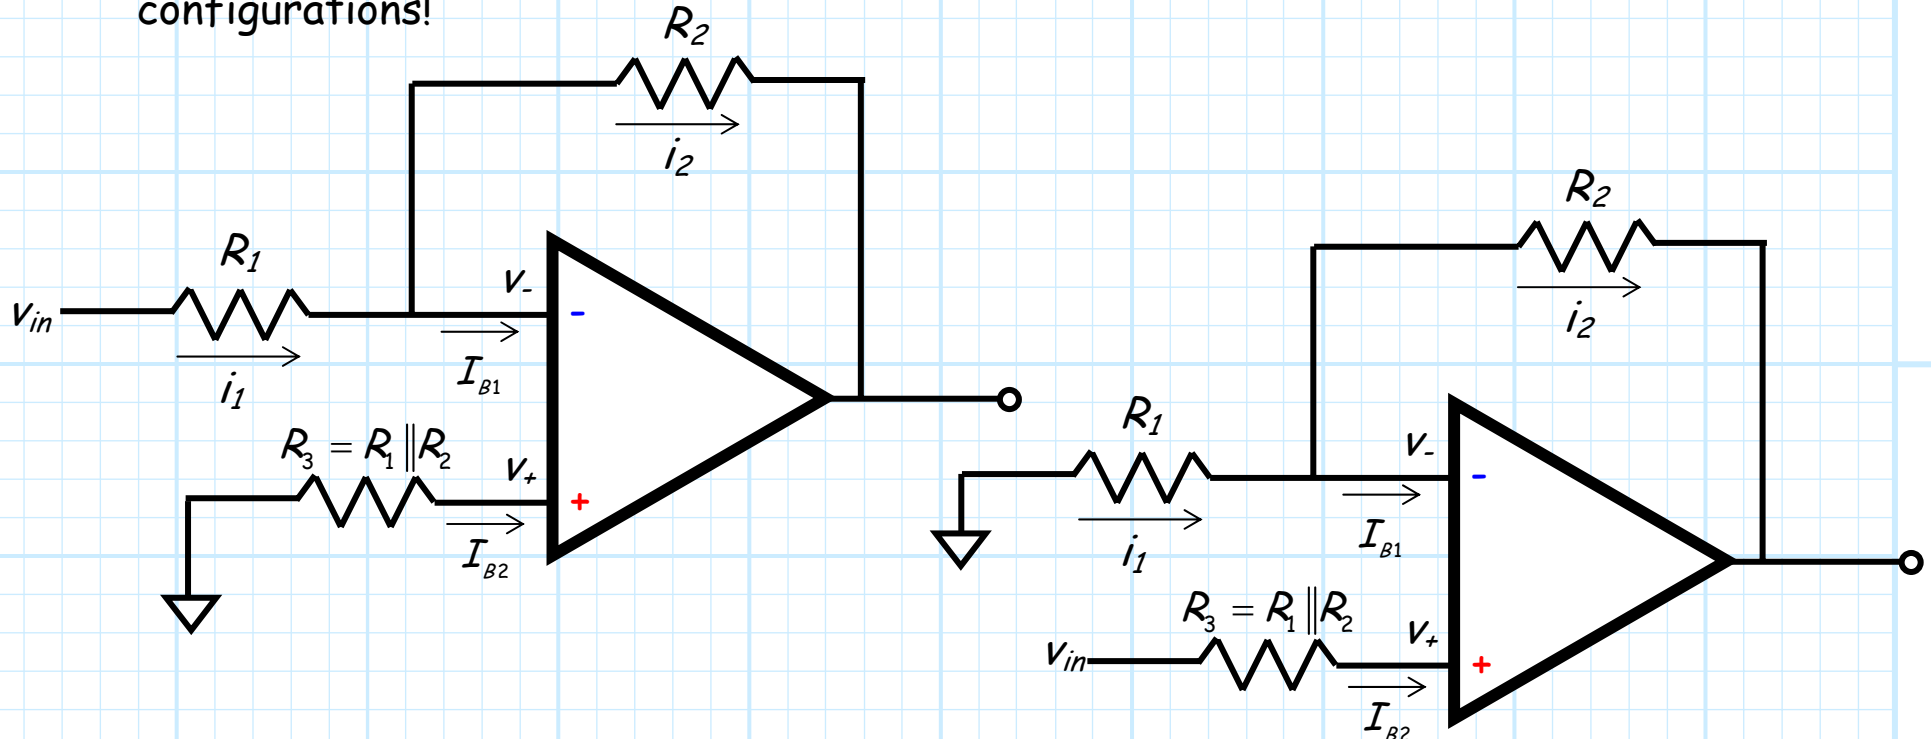 configurations!
R2
i2
R1
vin
v-
-
i1
IB1
R3 = R1 || R2
v+
+
IB2
R2
i2
R1
v-
-
i1
IB1
R3 = R1 || R2
v+
vin
+
IB2